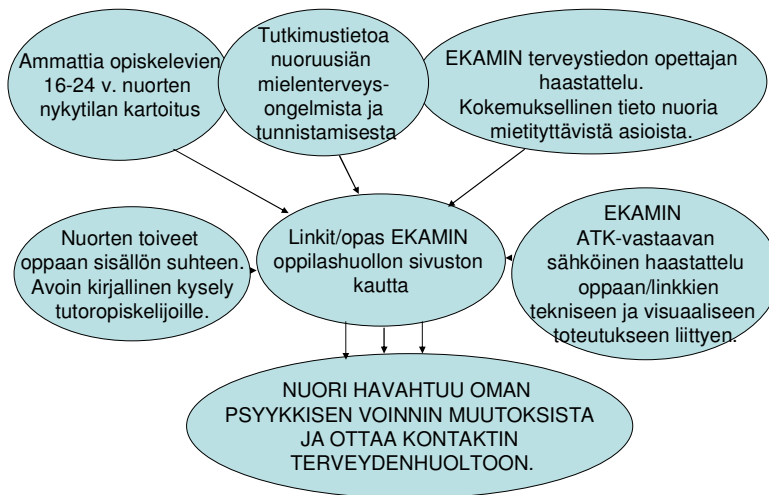 Ammattia opiskelevien
16-24 v. nuorten
nykytilan kartoitus
Tutkimustietoa
nuoruusiän
mielenterveys-
ongelmista ja
tunnistamisesta
EKAMIN terveystiedon opettajan
haastattelu.
Kokemuksellinen tieto nuoria
mietityttävistä asioista.
Nuorten toiveet
oppaan sisällön suhteen.
Avoin kirjallinen kysely
tutoropiskelijoille.
Linkit/opas EKAMIN
oppilashuollon sivuston
kautta
EKAMIN
ATK-vastaavan
sähköinen haastattelu
oppaan/linkkien
tekniseen ja visuaaliseen
toteutukseen liittyen.
NUORI HAVAHTUU OMAN
PSYYKKISEN VOINNIN MUUTOKSISTA
JA OTTAA KONTAKTIN
TERVEYDENHUOLTOON.